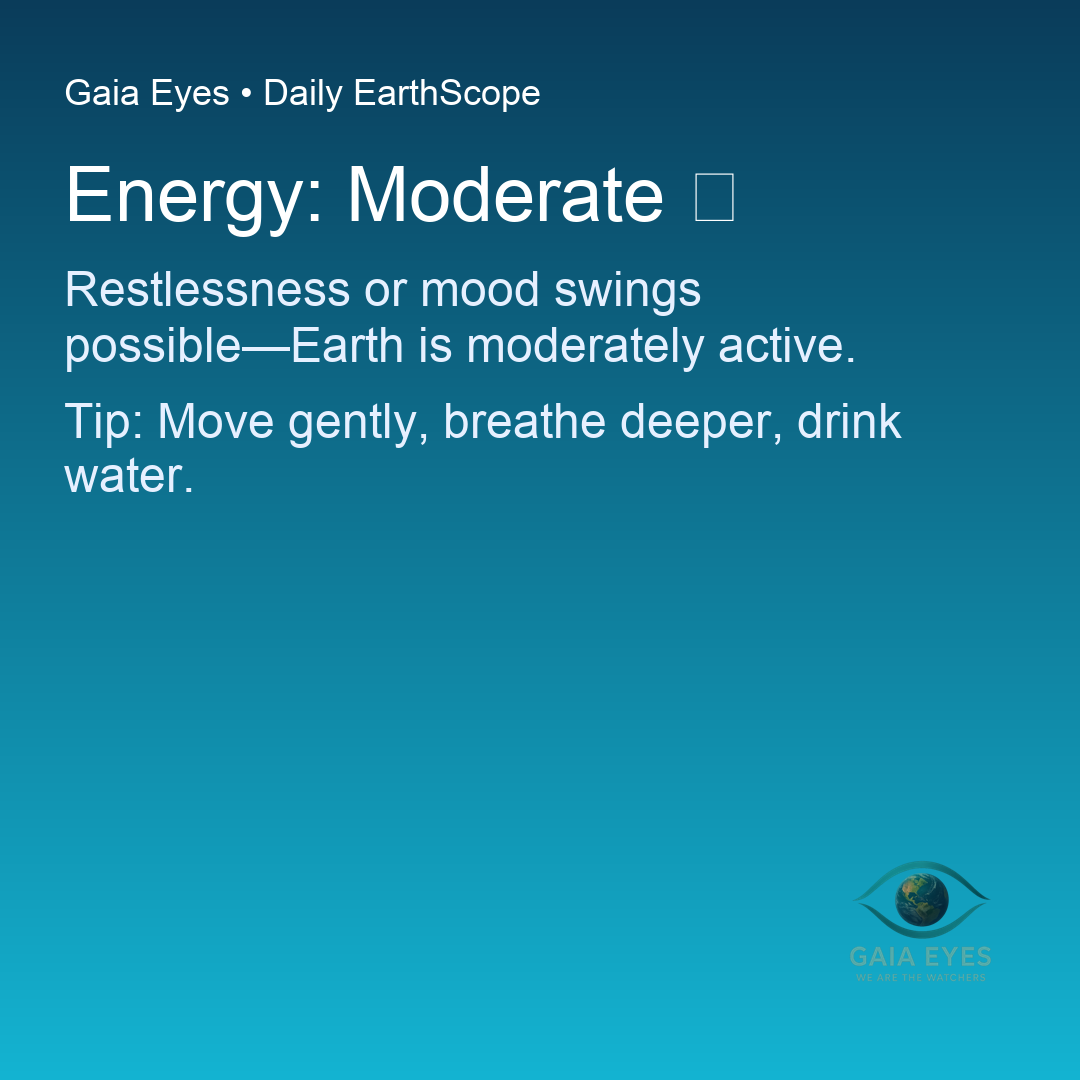 Gaia Eyes • Daily EarthScope
Energy: Moderate
Restlessness or mood swings
possible—Earth is moderately active.
Tip: Move gently, breathe deeper, drink
water.
GAIA EYES
WE ARE THE WATCHERS